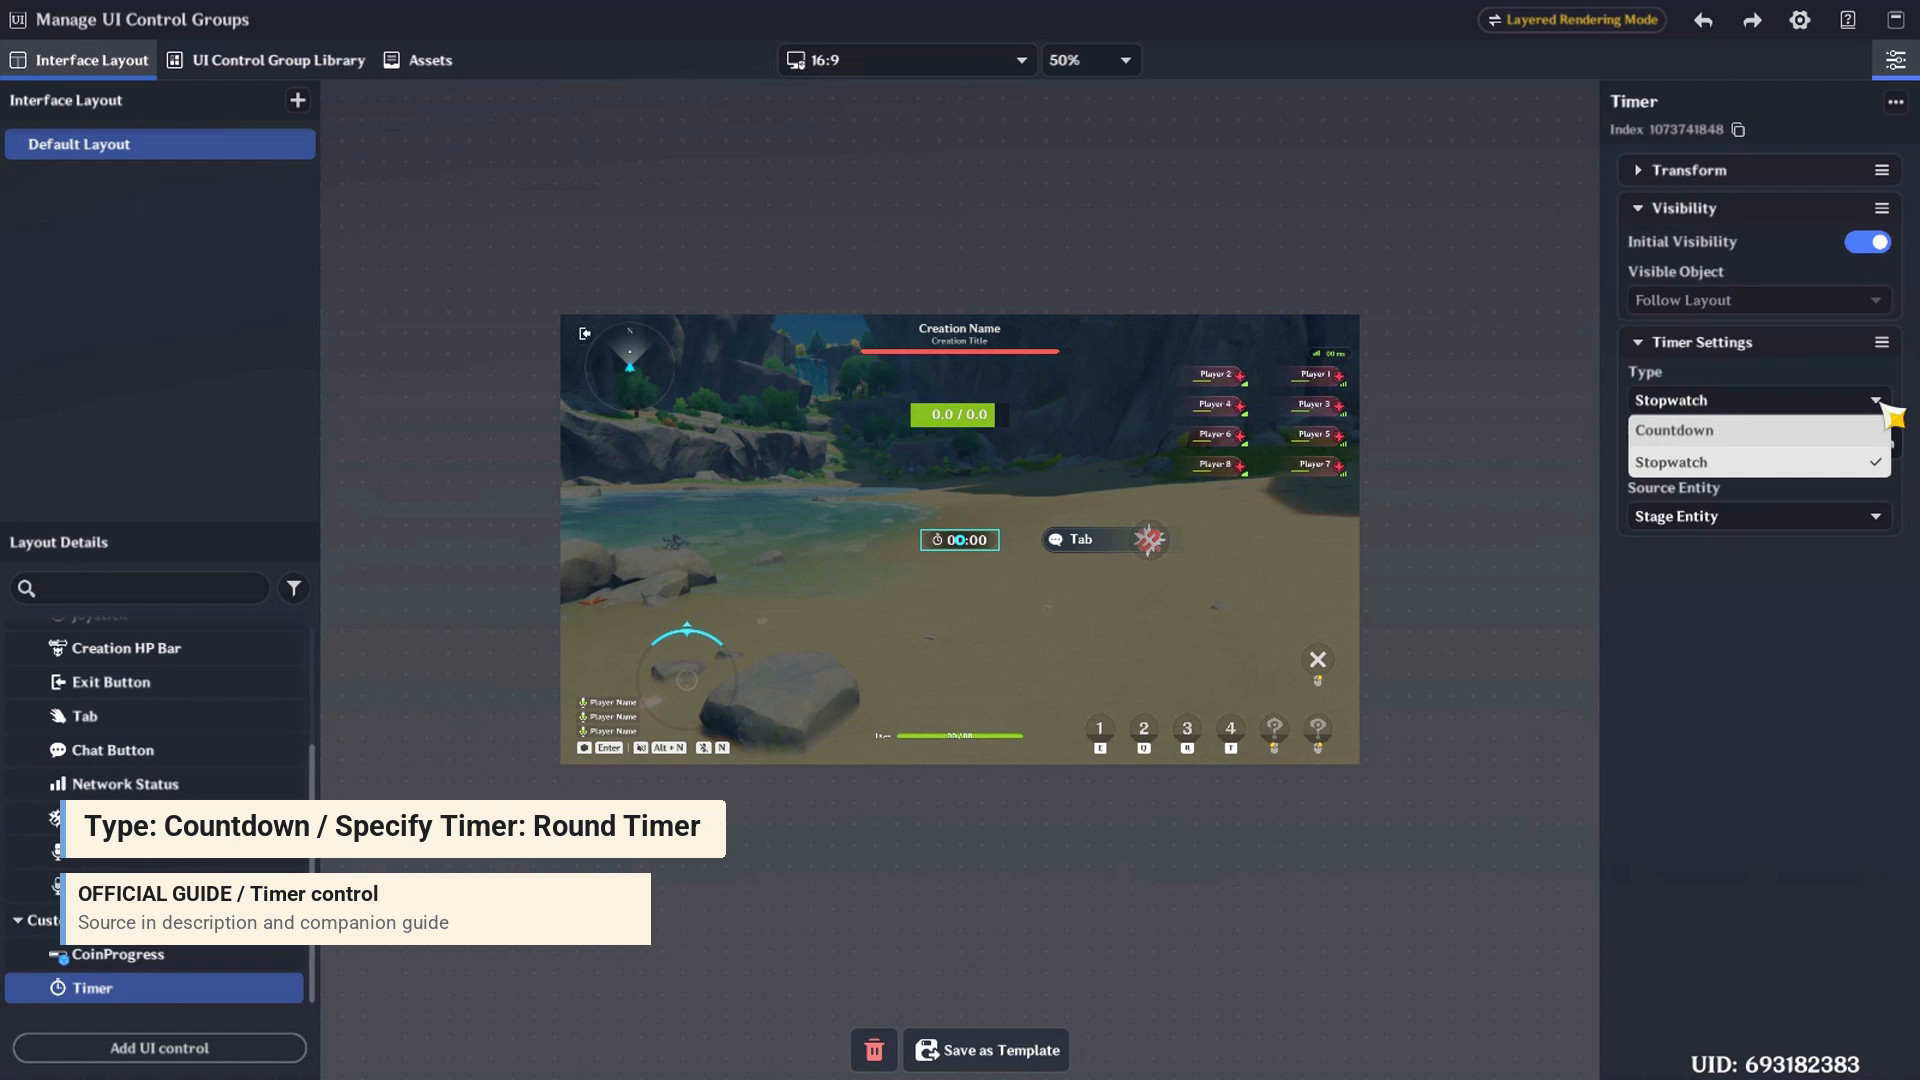 Manage UI Control Groups
Layered Rendering Mode
Interface Layout
UI Control Group Library
Assets
16:9
50%
Interface Layout
Default Layout
Layout Details
Joystick
Creation HP Bar
Exit Button
Tab
Chat Button
Network Status
Type: Countdown / Specify Timer: Round Timer
OFFICIAL GUIDE / Timer control
Source in description and companion guide
Cust
CoinProgress
Timer
Add UI control
N
Creation Name
Creation Title
00 ms
Player 2
Player 1
Player 4
Player 3
Player 6
Player 5
Player 8
Player 7
0.0 / 0.0
00:00
Tab
Player Name
Player Name
Player Name
Enter
Alt + N
N
1
2
3
4
E
Q
R
T
Save as Template
Timer
Index 1073741848
Transform
Visibility
Initial Visibility
Visible Object
Follow Layout
Timer Settings
Type
Stopwatch
Countdown
Stopwatch
Source Entity
Stage Entity
UID: 693182383